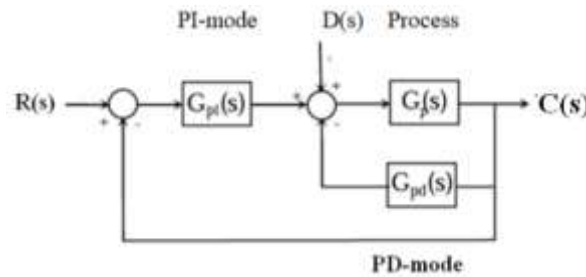 PI-mode D(s) Process
R(s) G_pi(s) G_p(s) C(s)
G_pd(s)
PD-mode